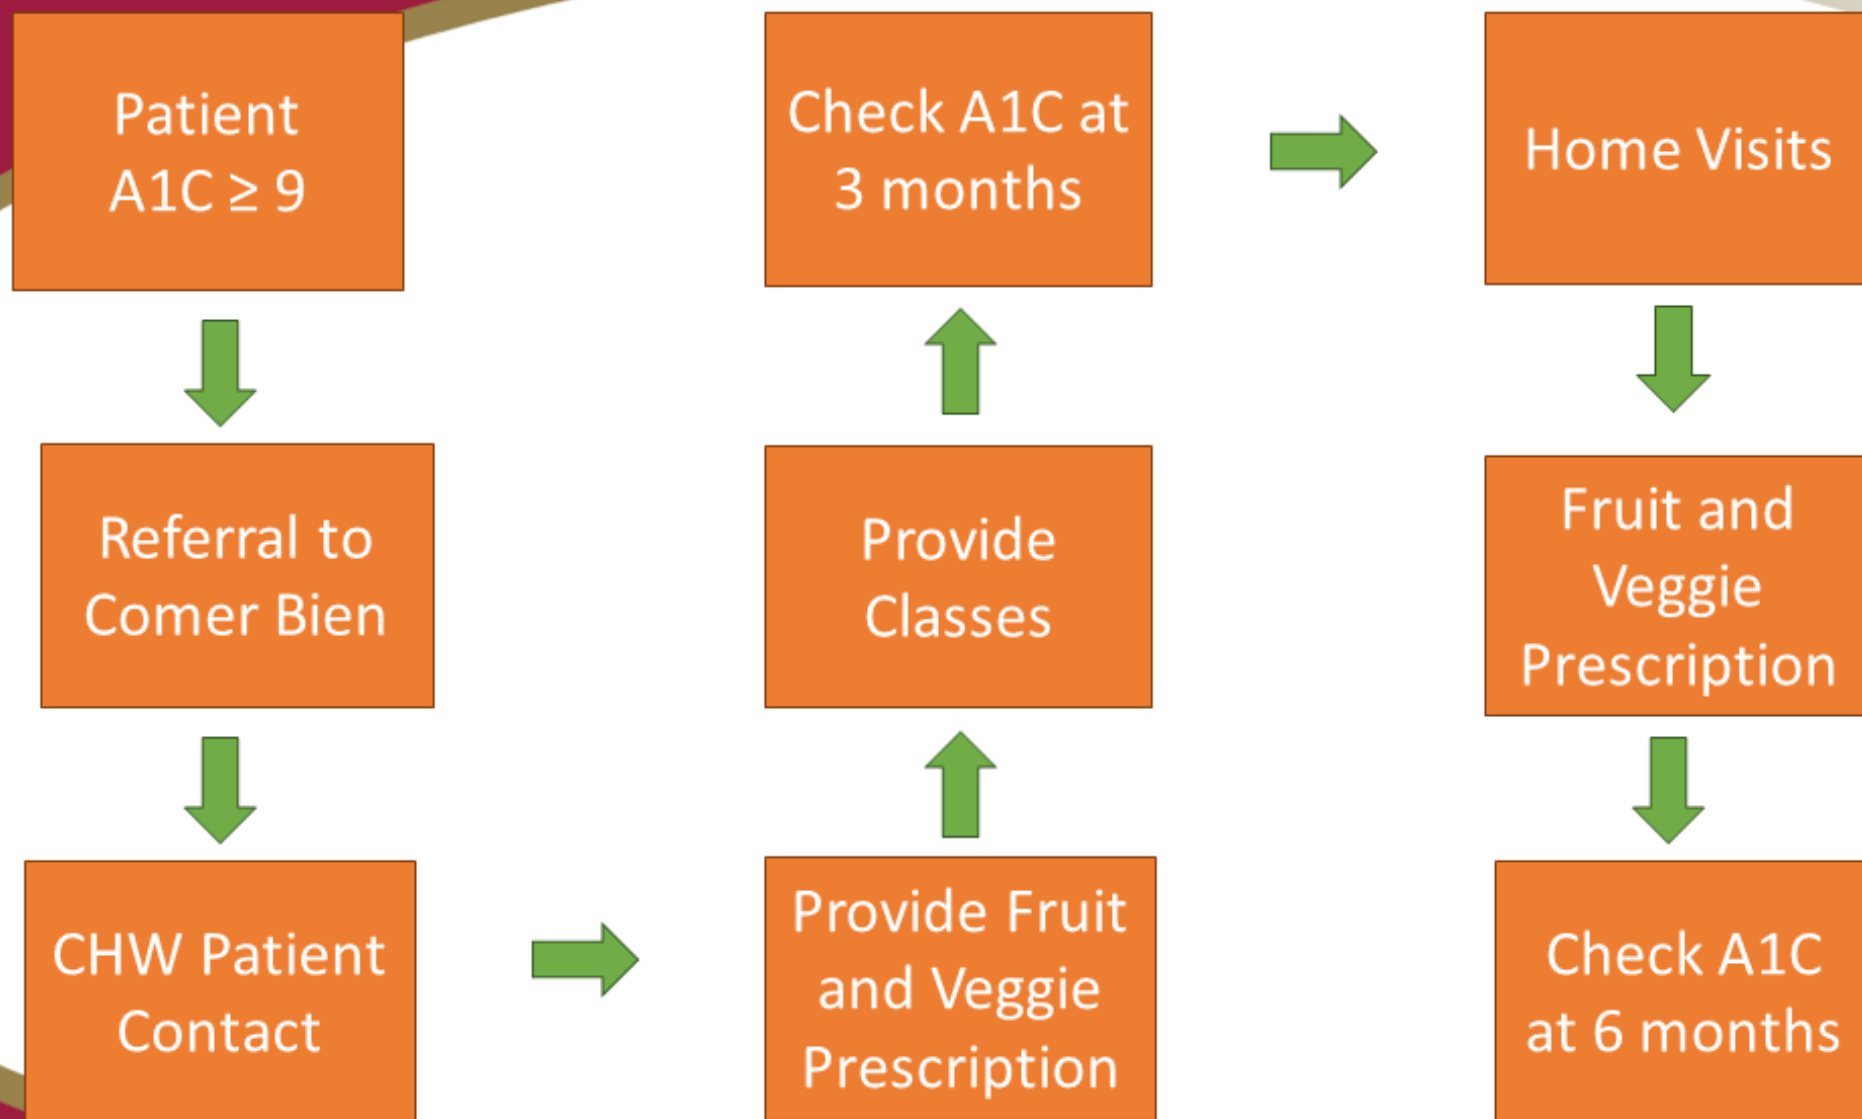 Patient
A1C ≥ 9
Referral to
Comer Bien
CHW Patient
Contact
Provide Fruit
and Veggie
Prescription
Provide
Classes
Check A1C at
3 months
Home Visits
Fruit and
Veggie
Prescription
Check A1C
at 6 months